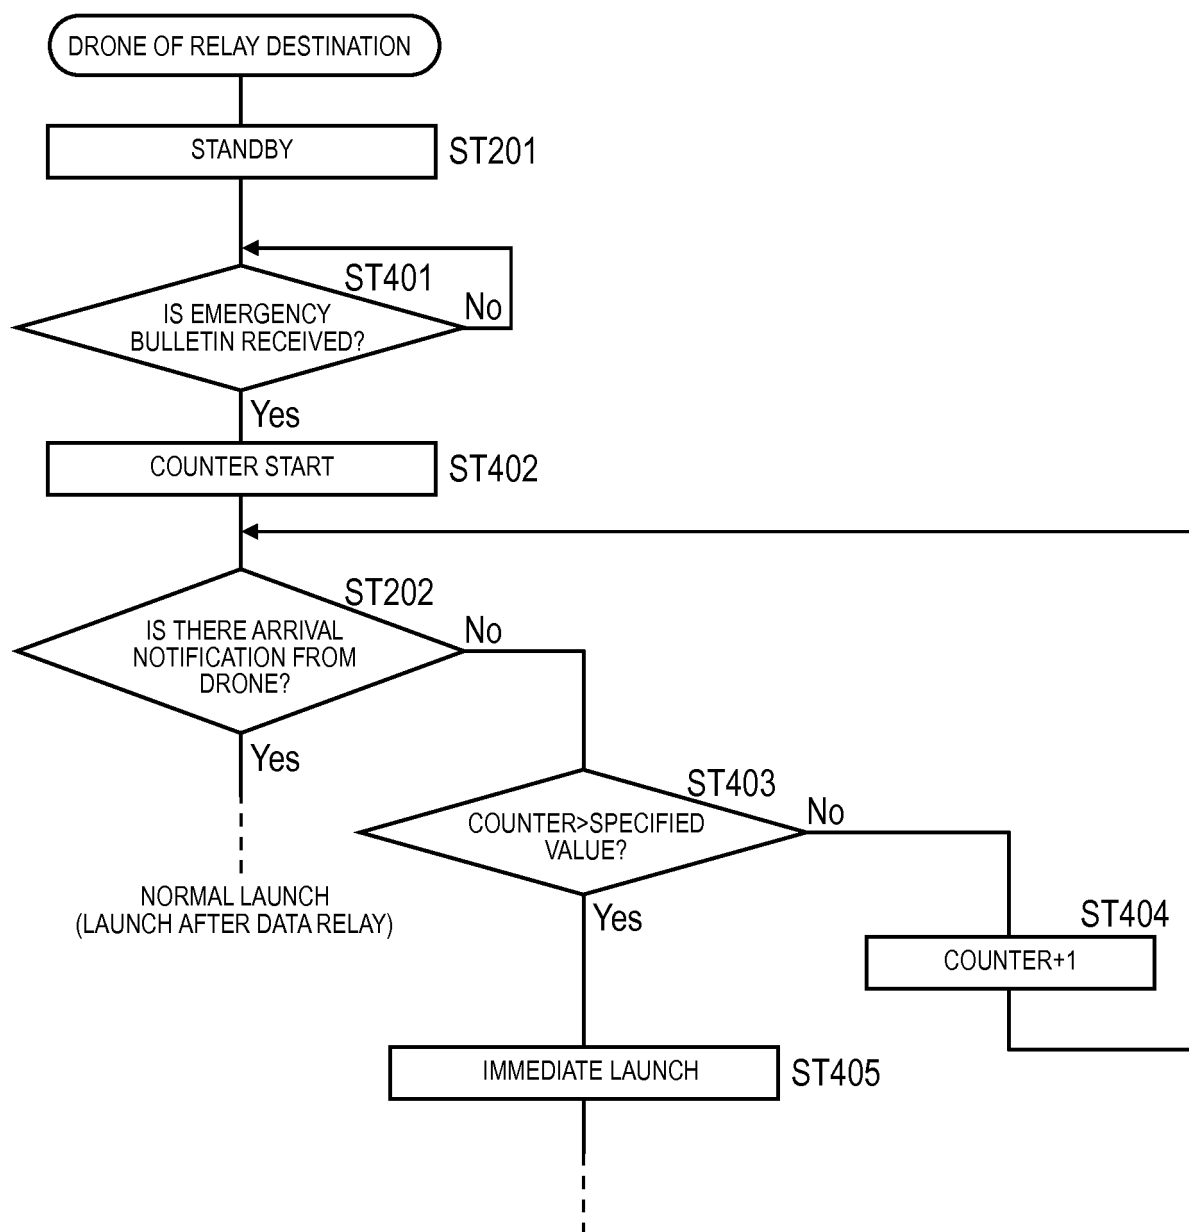 DRONE OF RELAY DESTINATION
STANDBY
ST201
ST401
IS EMERGENCY
BULLETIN RECEIVED?
No
Yes
COUNTER START
ST402
ST202
IS THERE ARRIVAL
NOTIFICATION FROM
DRONE?
No
Yes
NORMAL LAUNCH
(LAUNCH AFTER DATA RELAY)
ST403
COUNTER>SPECIFIED
VALUE?
No
Yes
ST404
COUNTER+1
IMMEDIATE LAUNCH
ST405